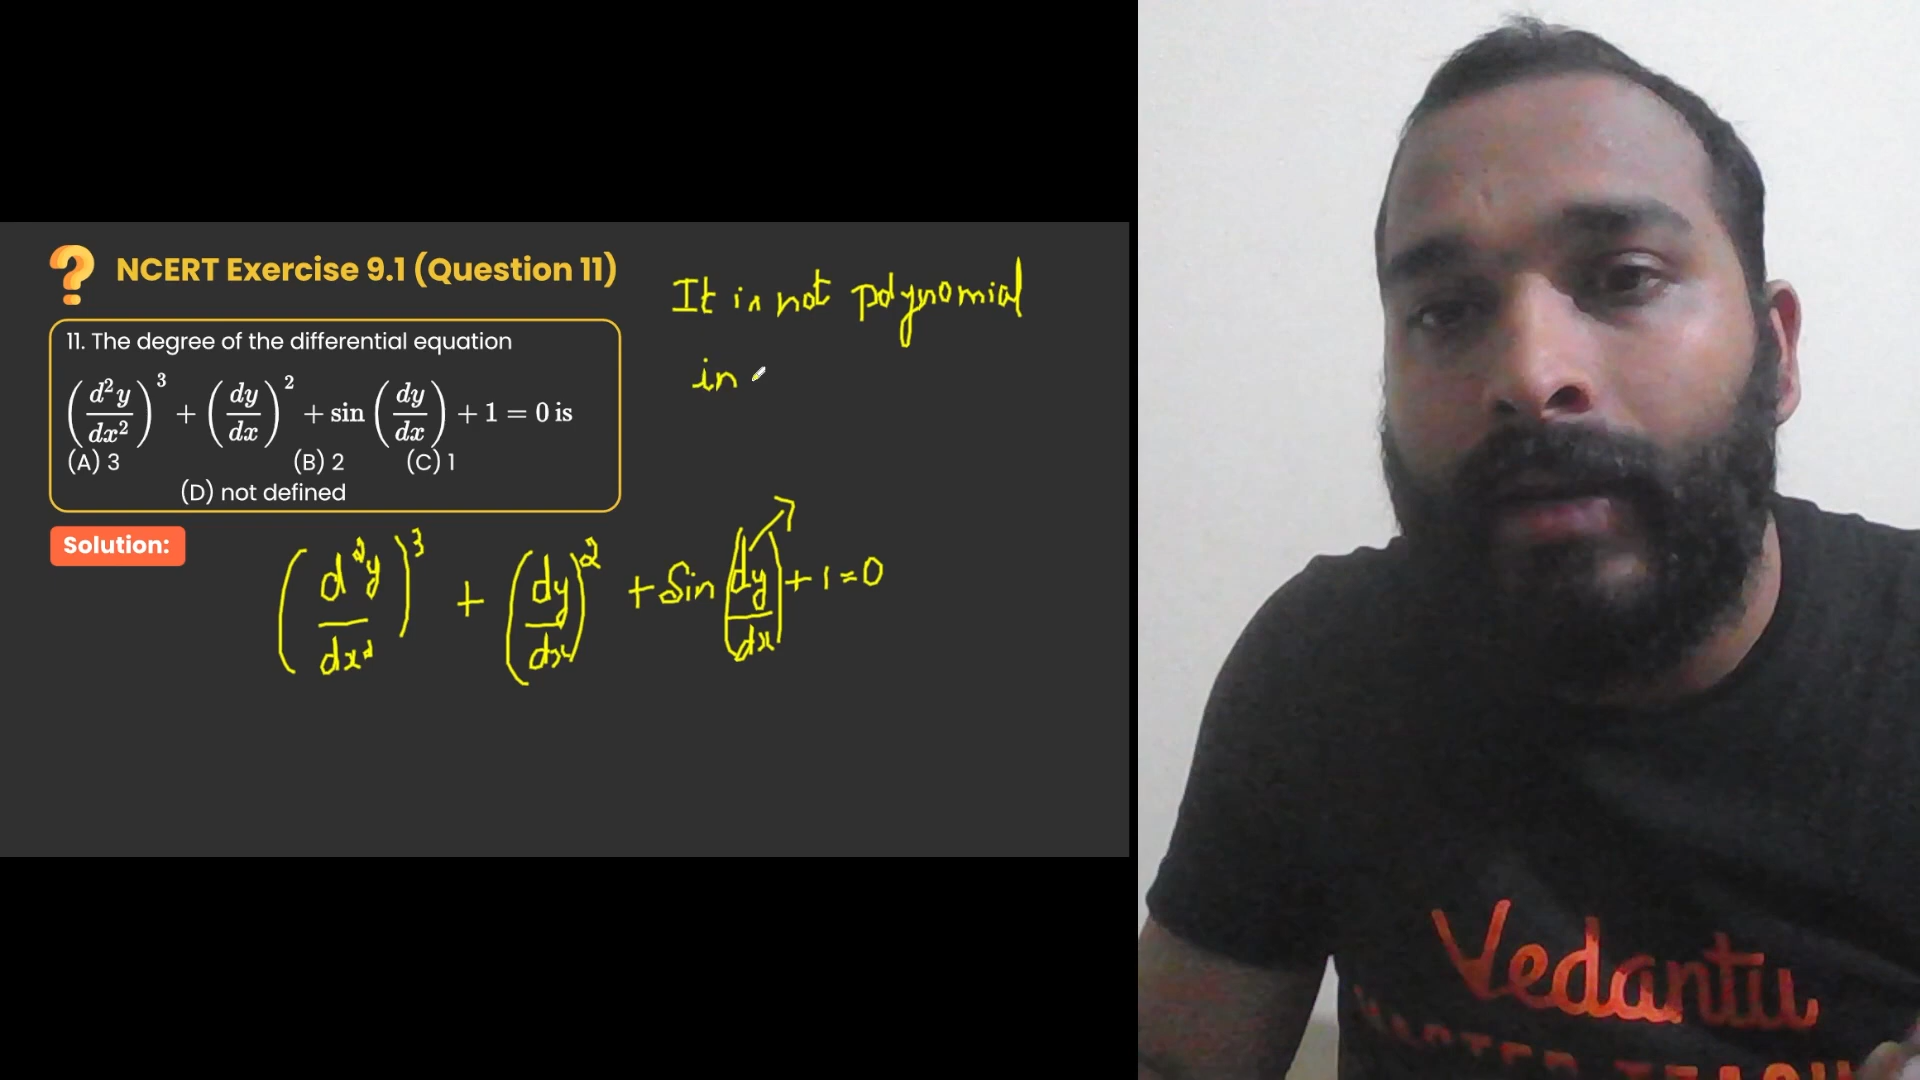 NCERT Exercise 9.1 (Question 11)
11. The degree of the differential equation
(d²y/dx²)³ + (dy/dx)² + sin (dy/dx) + 1 = 0 is
(A) 3 (B) 2 (C) 1
(D) not defined
Solution:
It is not polynomial
in
(d²y/dx²)³ + (dy/dx)² + Sin (dy/dx) + 1 = 0
Vedantu
MASTER TEACH